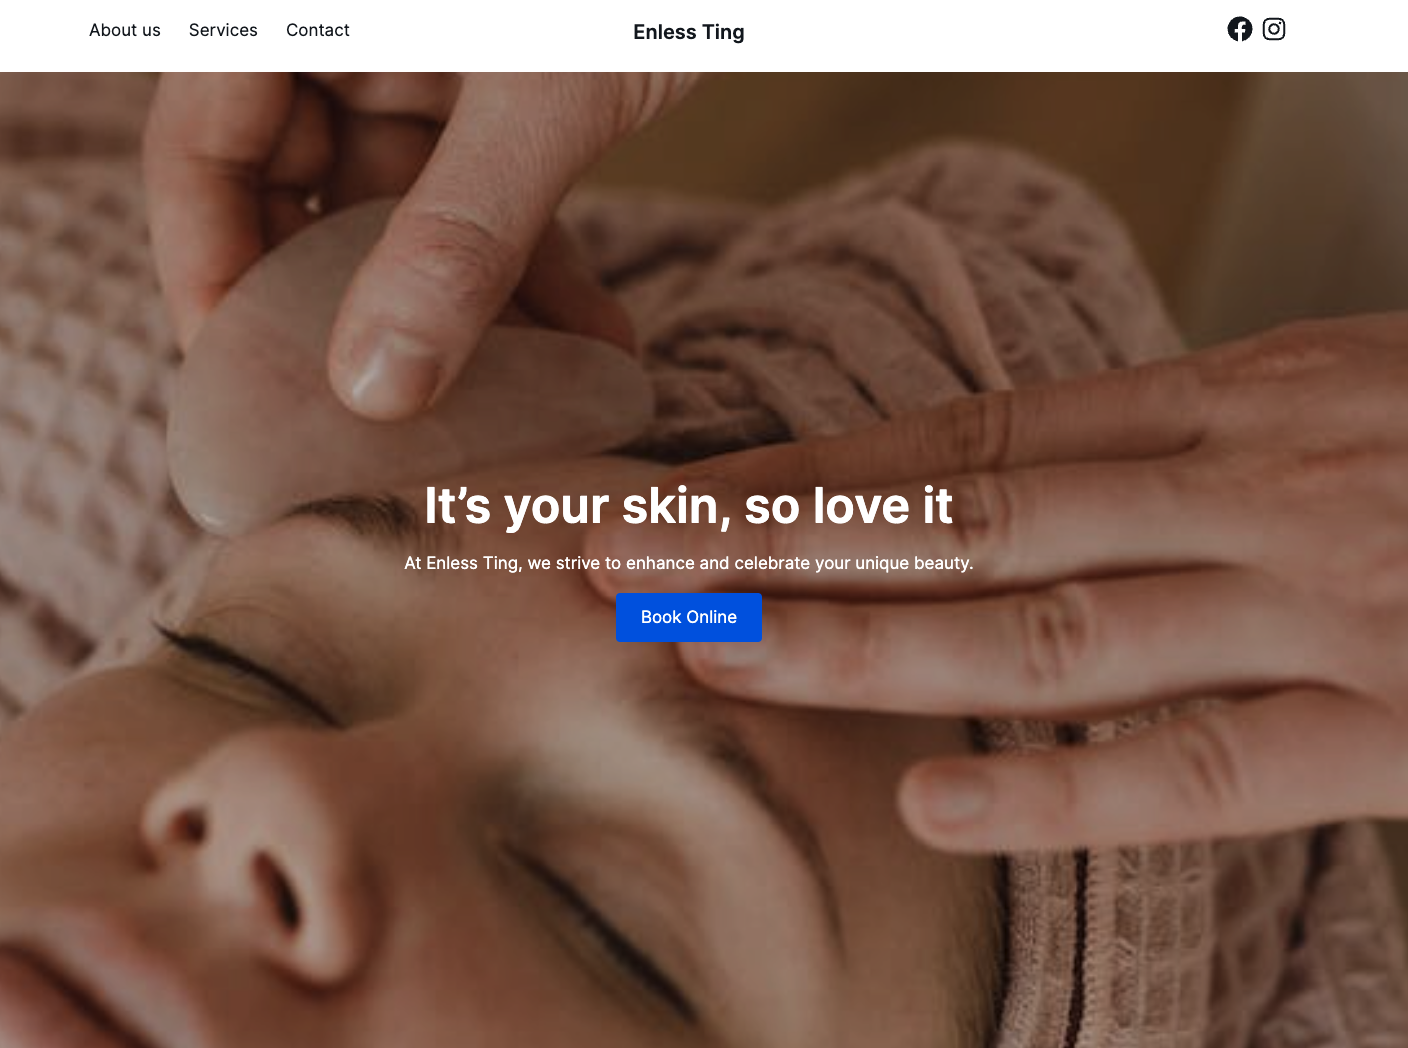 About us Services Contact Enless Ting
It’s your skin, so love it
At Enless Ting, we strive to enhance and celebrate your unique beauty.
Book Online